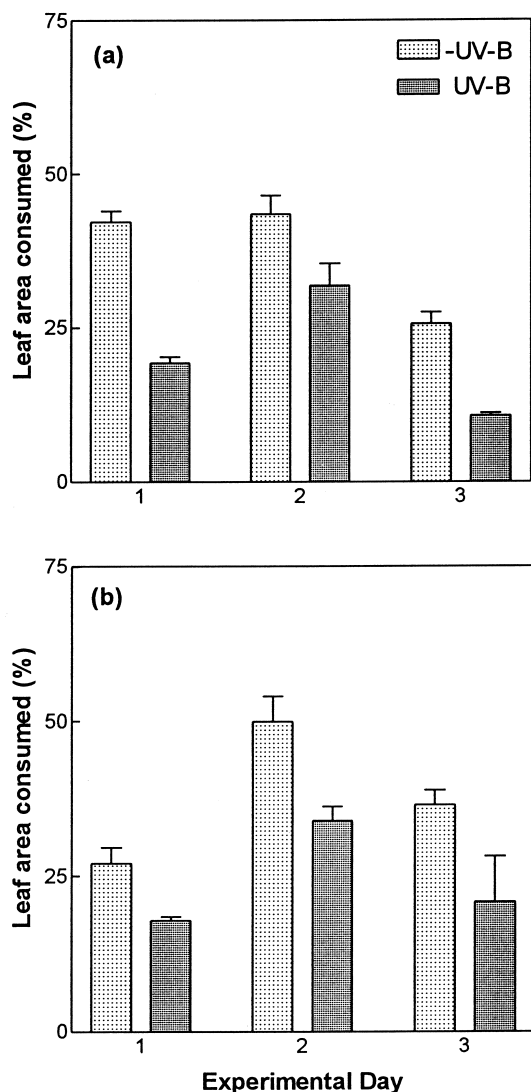 75
(a)
-UV-B
UV-B
50
25
0
Leaf area consumed (%)
1 2 3
75
(b)
50
25
0
Leaf area consumed (%)
1 2 3
Experimental Day